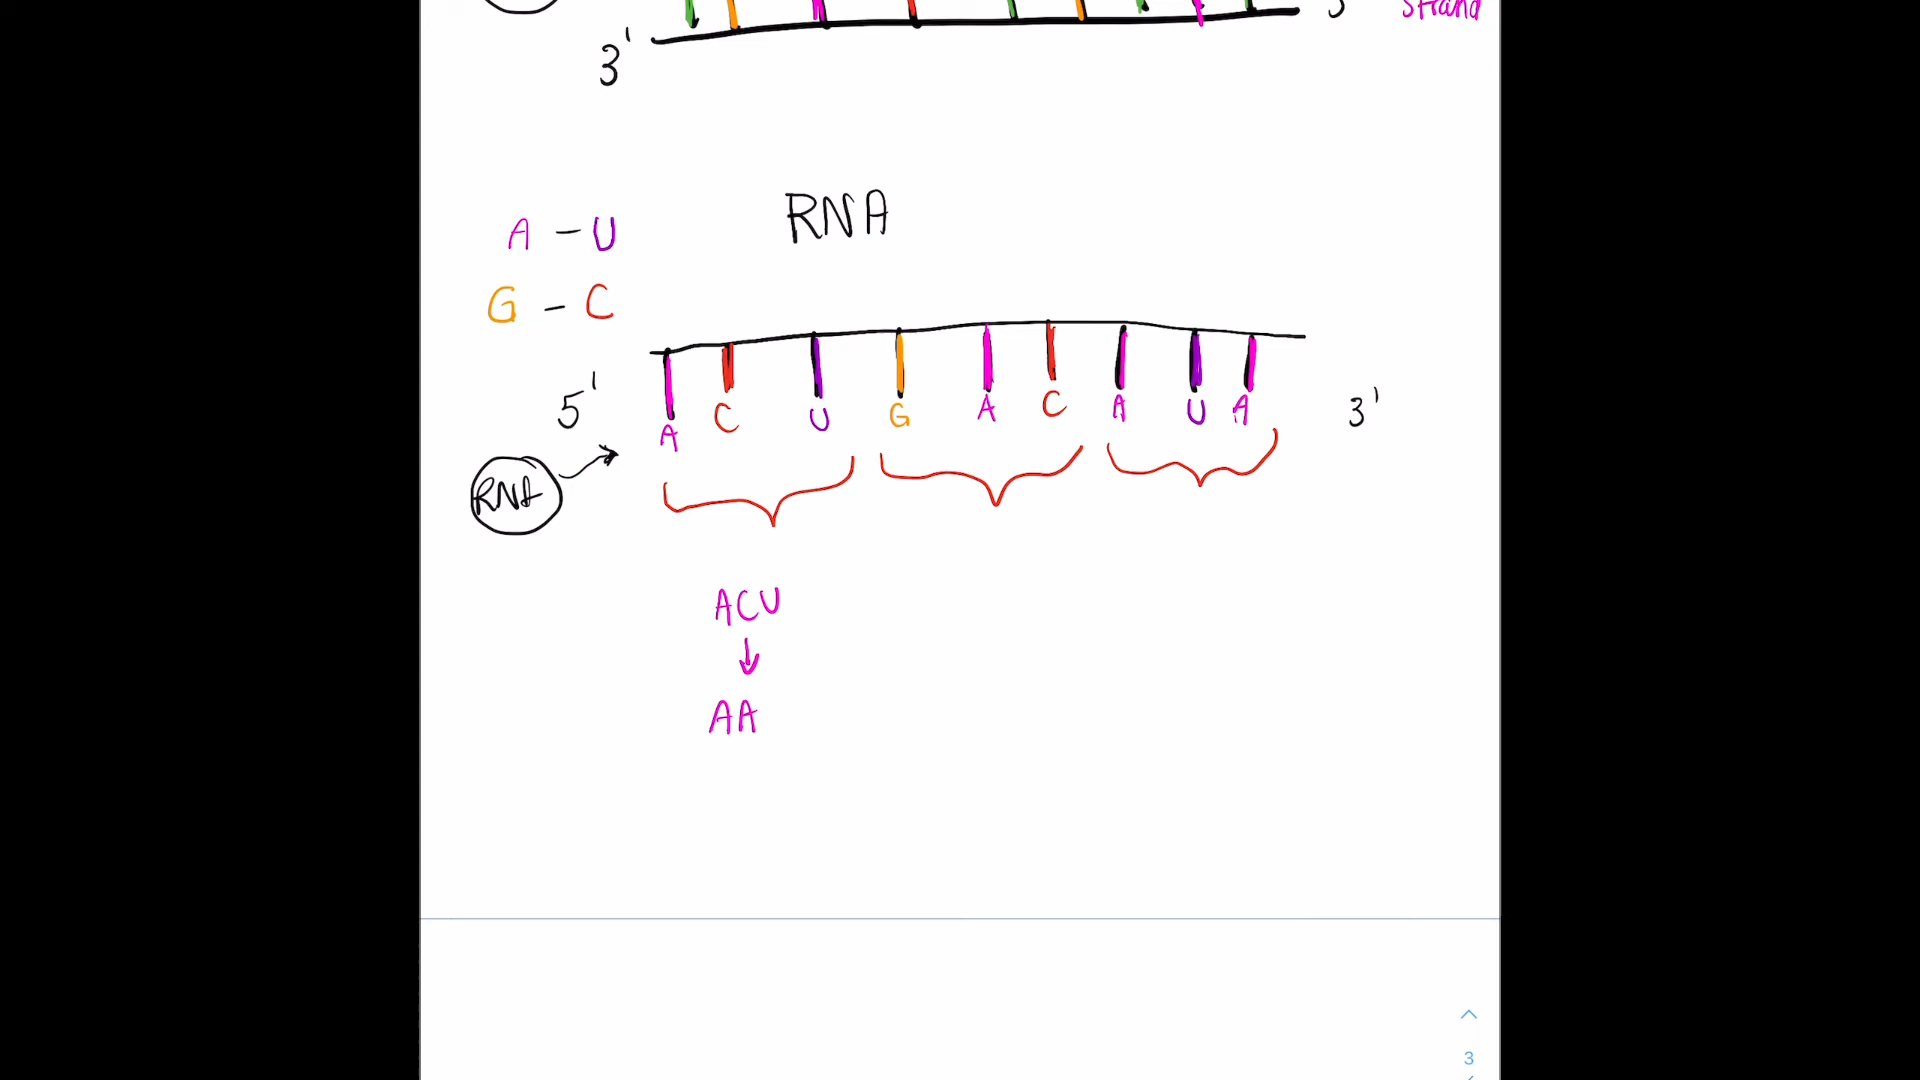 3'
strand
RNA
A - U
G - C
5' A C U G A C A U A 3'
RNA
ACU
AA
3